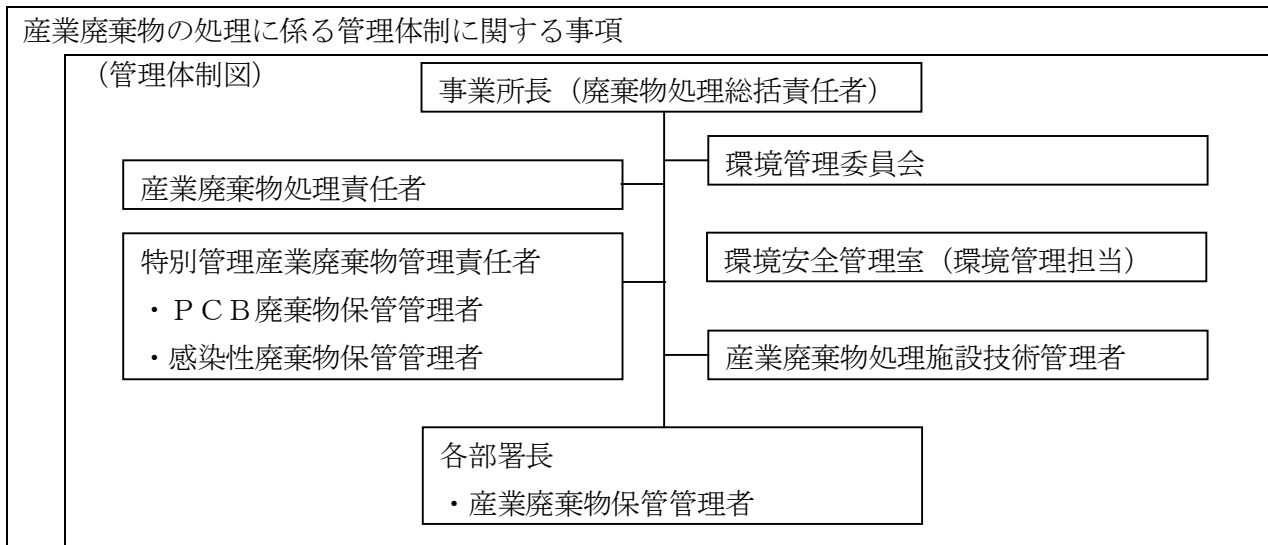 産業廃棄物の処理に係る管理体制に関する事項
(管理体制図)
事業所長(廃棄物処理総括責任者)
環境管理委員会
産業廃棄物処理責任者
特別管理産業廃棄物管理責任者
・PCB廃棄物保管管理者
・感染性廃棄物保管管理者
環境安全管理室(環境管理担当)
産業廃棄物処理施設技術管理者
各部署長
・産業廃棄物保管管理者